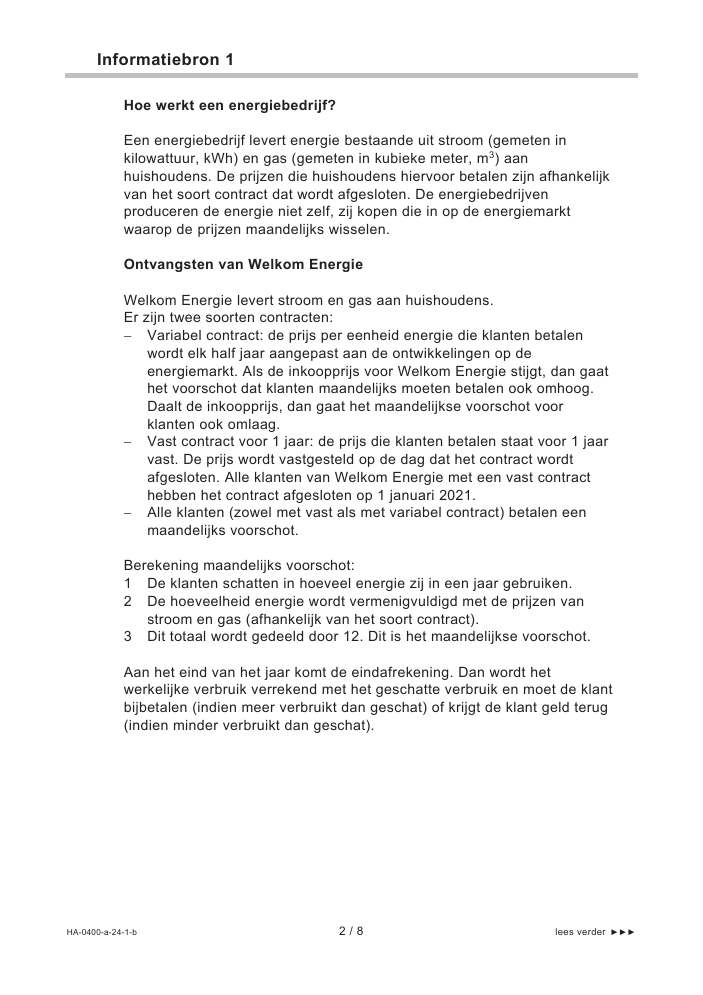 Informatiebron 1
Hoe werkt een energiebedrijf?
Een energiebedrijf levert energie bestaande uit stroom (gemeten in
kilowattuur, kWh) en gas (gemeten in kubieke meter, m³) aan
huishoudens. De prijzen die huishoudens hiervoor betalen zijn afhankelijk
van het soort contract dat wordt afgesloten. De energiebedrijven
produceren de energie niet zelf, zij kopen die in op de energiemarkt
waarop de prijzen maandelijks wisselen.
Ontvangsten van Welkom Energie
Welkom Energie levert stroom en gas aan huishoudens.
Er zijn twee soorten contracten:
– Variabel contract: de prijs per eenheid energie die klanten betalen
wordt elk half jaar aangepast aan de ontwikkelingen op de
energiemarkt. Als de inkoopprijs voor Welkom Energie stijgt, dan gaat
het voorschot dat klanten maandelijks moeten betalen ook omhoog.
Daalt de inkoopprijs, dan gaat het maandelijkse voorschot voor
klanten ook omlaag.
– Vast contract voor 1 jaar: de prijs die klanten betalen staat voor 1 jaar
vast. De prijs wordt vastgesteld op de dag dat het contract wordt
afgesloten. Alle klanten van Welkom Energie met een vast contract
hebben het contract afgesloten op 1 januari 2021.
– Alle klanten (zowel met vast als met variabel contract) betalen een
maandelijks voorschot.
Berekening maandelijks voorschot:
1 De klanten schatten in hoeveel energie zij in een jaar gebruiken.
2 De hoeveelheid energie wordt vermenigvuldigd met de prijzen van
stroom en gas (afhankelijk van het soort contract).
3 Dit totaal wordt gedeeld door 12. Dit is het maandelijkse voorschot.
Aan het eind van het jaar komt de eindafrekening. Dan wordt het
werkelijke verbruik verrekend met het geschatte verbruik en moet de klant
bijbetalen (indien meer verbruikt dan geschat) of krijgt de klant geld terug
(indien minder verbruikt dan geschat).
HA-0400-a-24-1-b
2 / 8
lees verder ►►►